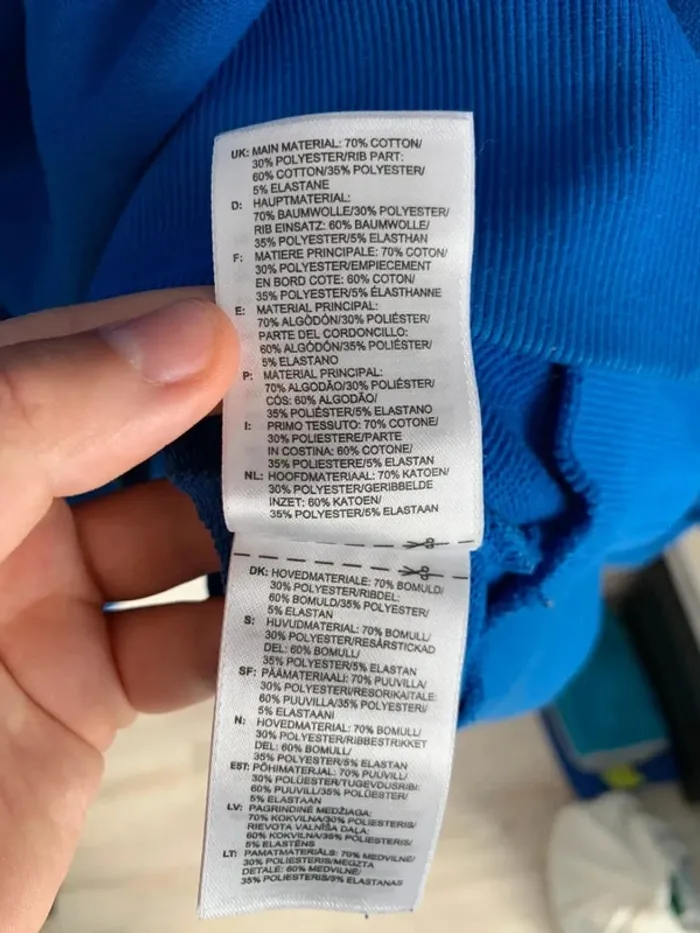 UK: MAIN MATERIAL: 70% COTTON/
30% POLYESTER/RIB PART:
60% COTTON/35% POLYESTER/
5% ELASTANE
D: HAUPTMATERIAL:
70% BAUMWOLLE/30% POLYESTER/
RIB EINSATZ: 60% BAUMWOLLE/
35% POLYESTER/5% ELASTHAN
F: MATIERE PRINCIPALE: 70% COTON/
30% POLYESTER/EMPIECEMENT
EN BORD COTE: 60% COTON/
35% POLYESTER/5% ÉLASTHANNE
E: MATERIAL PRINCIPAL:
70% ALGÓDÓN/30% POLIÉSTER/
PARTE DEL CORDONCILLO:
60% ALGÓDÓN/35% POLIÉSTER/
5% ELASTANO
P: MATERIAL PRINCIPAL:
70% ALGODÃO/30% POLIÉSTER/
CÓS: 60% ALGODÃO/
35% POLIÉSTER/5% ELASTANO
I: PRIMO TESSUTO: 70% COTONE/
30% POLIESTERE/PARTE
IN COSTINA: 60% COTONE/
35% POLIESTERE/5% ELASTAN
NL: HOOFDMATERIAAL: 70% KATOEN/
30% POLYESTER/GERIBBELDE
INZET: 60% KATOEN/
35% POLYESTER/5% ELASTAAN
DK: HOVEDMATERIALE: 70% BOMULD/
30% POLYESTER/RIBDEL:
60% BOMULD/35% POLYESTER/
5% ELASTAN
S: HUVUDMATERIAL: 70% BOMULL/
30% POLYESTER/RESÅRSTICKAD
DEL: 60% BOMULL/
35% POLYESTER/5% ELASTAN
SF: PÄÄMATERIAALI: 70% PUUVILLA/
30% POLYESTERI/RESORIKAITALE:
60% PUUVILLA/35% POLYESTERI/
5% ELASTAANI
N: HOVEDMATERIAL: 70% BOMULL/
30% POLYESTER/RIBBESTRIKKET
DEL: 60% BOMULL/
35% POLYESTER/5% ELASTAN
EST: PÕHIMATERJAL: 70% PUUVILL/
30% POLÜESTER/TUGEVDUSRIBI:
60% PUUVILL/35% POLÜESTER/
5% ELASTAAN
LV: PAGRINDINĖ MEDŽIAGA:
70% KOKVILNA/30% POLIESTERIS/
RIEVOTA VALNĪŠA DAĻA:
60% KOKVILNA/35% POLIESTERIS/
5% ELASTĒNS
LT: PAMATMATERIĀLS: 70% MEDVILNĖ/
30% POLIESTERIS/MEGZTA
DETALĖ: 60% MEDVILNĖ/
35% POLIESTERIS/5% ELASTANAS